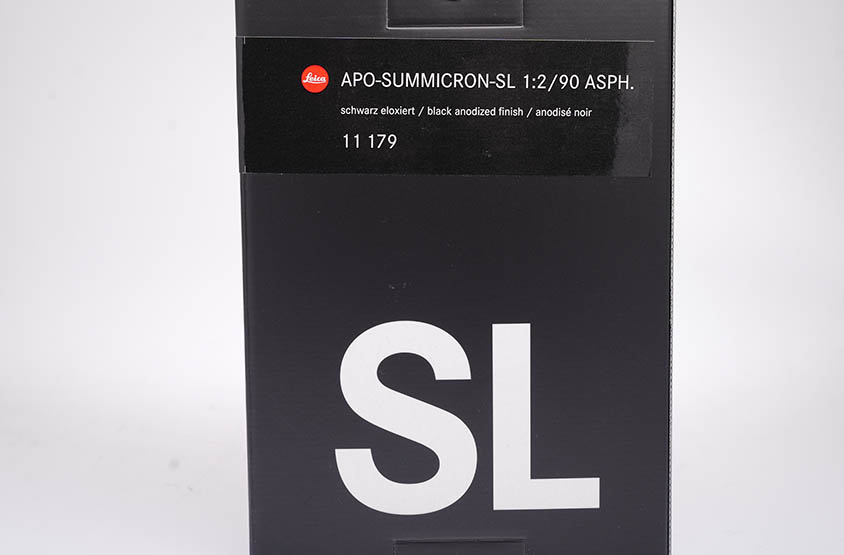 Leica APO-SUMMICRON-SL 1:2/90 ASPH.
schwarz eloxiert / black anodized finish / anodisé noir
11 179
SL